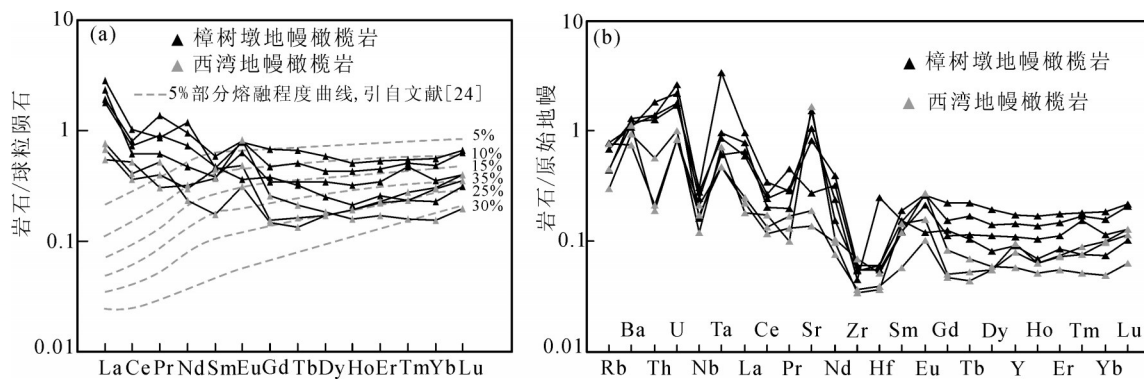 10
(a)
樟树墩地幔橄榄岩
西湾地幔橄榄岩
5%部分熔融程度曲线,引自文献[24]
岩石/球粒陨石
1
5%
10%
15%
35%
25%
30%
0.1
0.01
La Ce Pr Nd Sm Eu Gd Tb Dy Ho Er Tm Yb Lu
10
(b)
樟树墩地幔橄榄岩
西湾地幔橄榄岩
岩石/原始地幔
1
0.1
Ba U Ta Ce Sr Zr Sm Gd Dy Ho Tm Lu
0.01
Rb Th Nb La Pr Nd Hf Eu Tb Y Er Yb